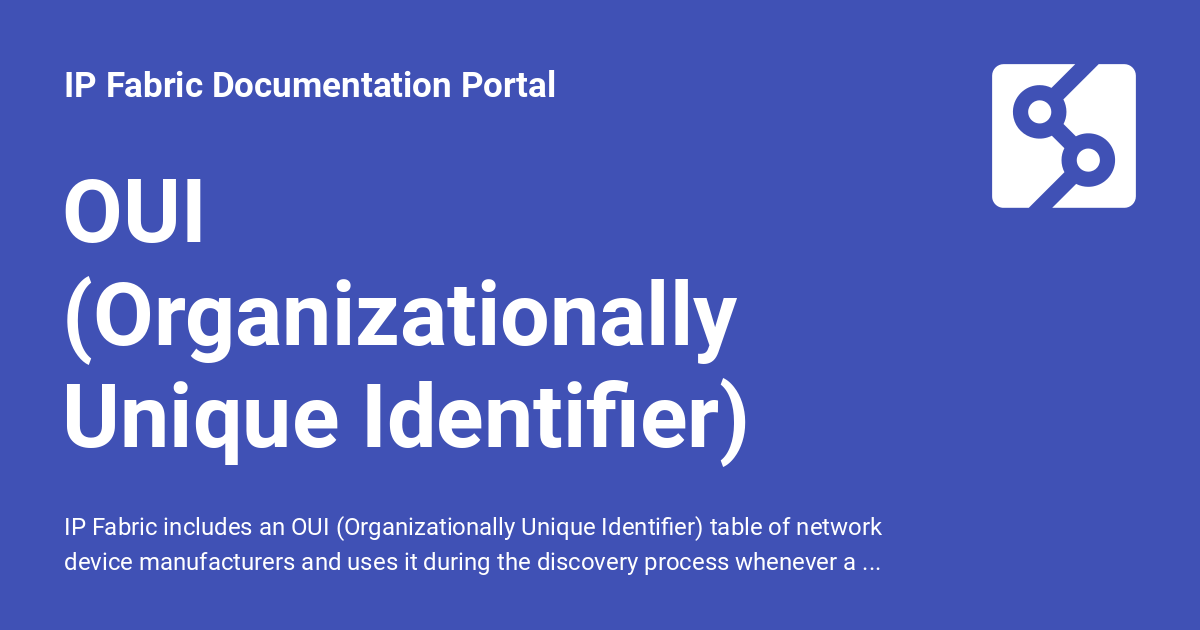 IP Fabric Documentation Portal
OUI
(Organizationally
Unique Identifier)
IP Fabric includes an OUI (Organizationally Unique Identifier) table of network
device manufacturers and uses it during the discovery process whenever a ...